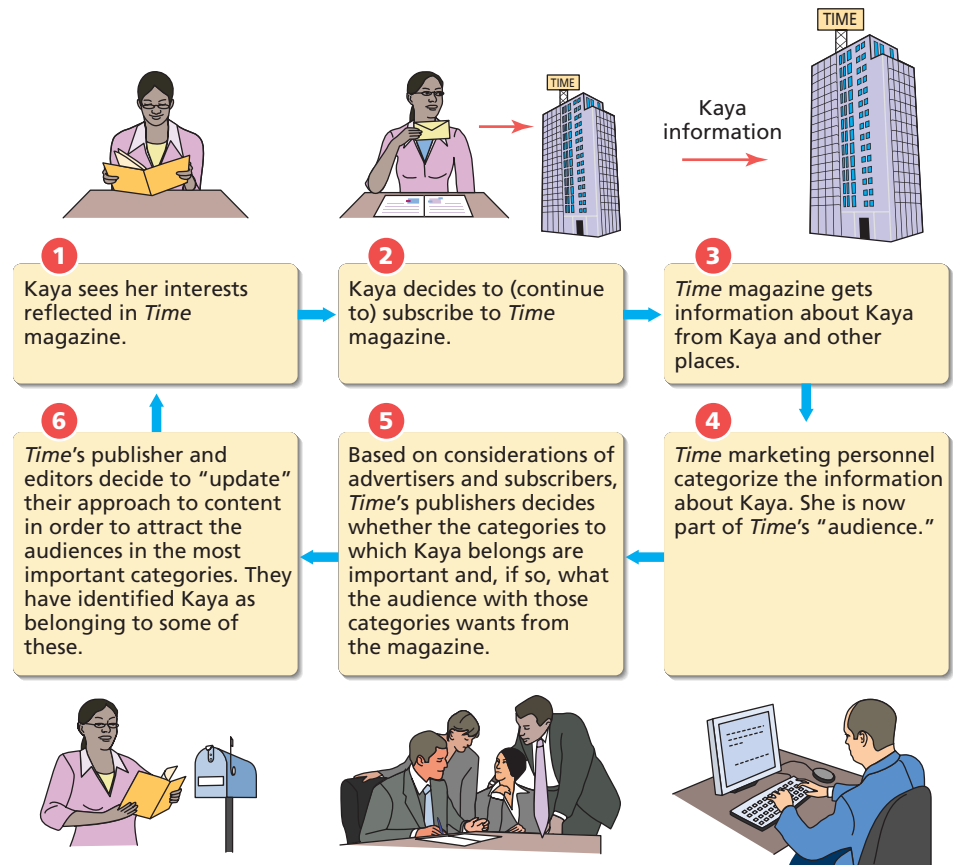 TIME
TIME
Kaya
information
1
Kaya sees her interests
reflected in Time
magazine.
2
Kaya decides to (continue
to) subscribe to Time
magazine.
3
Time magazine gets
information about Kaya
from Kaya and other
places.
4
Time marketing personnel
categorize the information
about Kaya. She is now
part of Time's “audience.”
5
Based on considerations of
advertisers and subscribers,
Time's publishers decides
whether the categories to
which Kaya belongs are
important and, if so, what
the audience with those
categories wants from
the magazine.
6
Time's publisher and
editors decide to “update”
their approach to content
in order to attract the
audiences in the most
important categories. They
have identified Kaya as
belonging to some of
these.